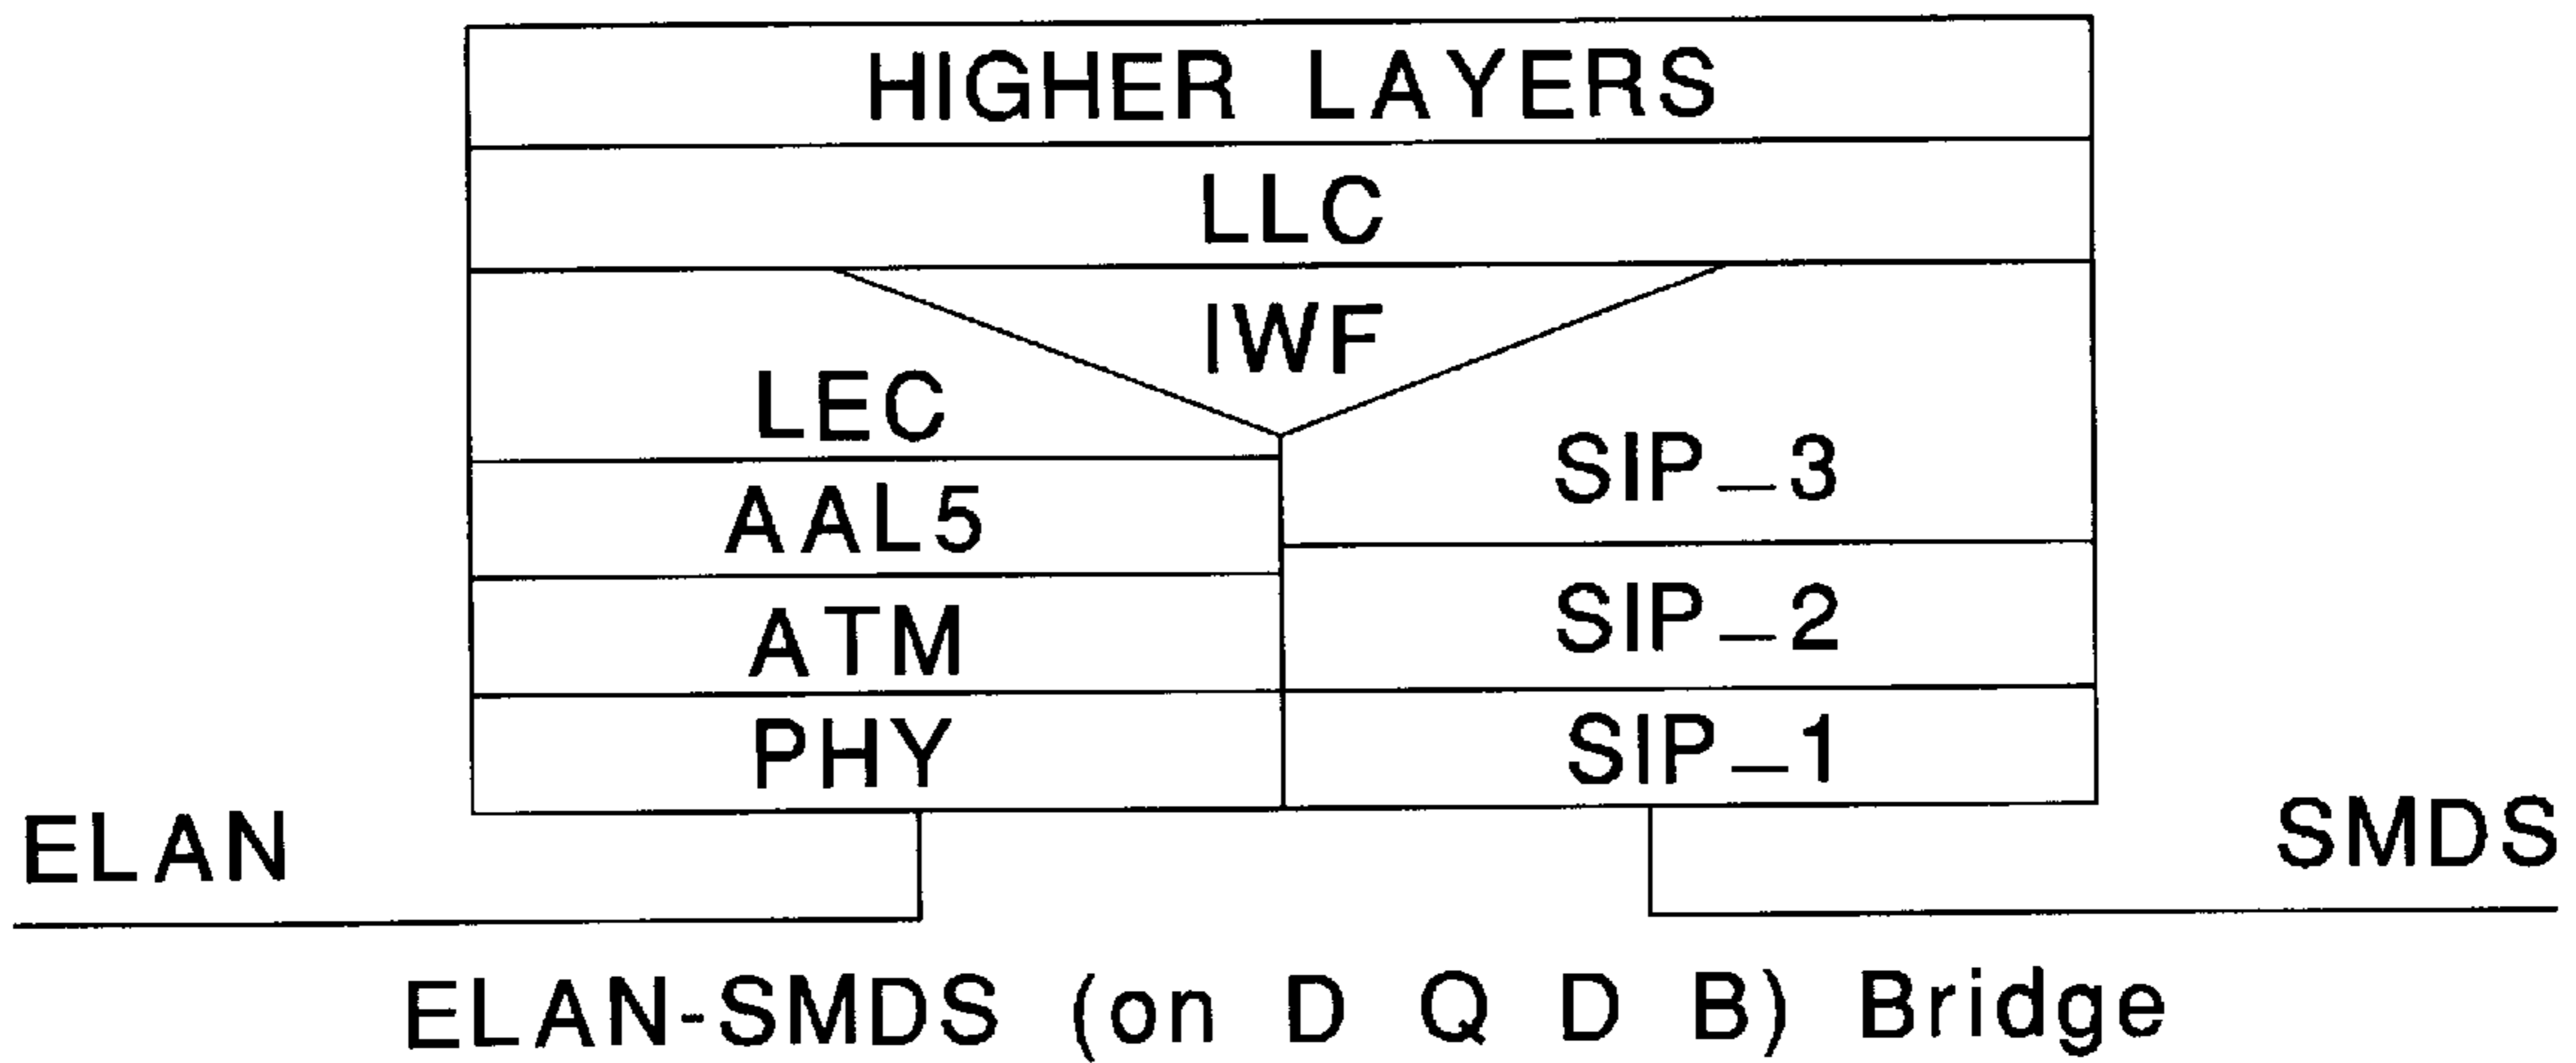 HIGHER LAYERS
LLC
IWF
LEC
AAL5
ATM
PHY
SIP_3
SIP_2
SIP_1
ELAN
SMDS
ELAN-SMDS (on D Q D B) Bridge